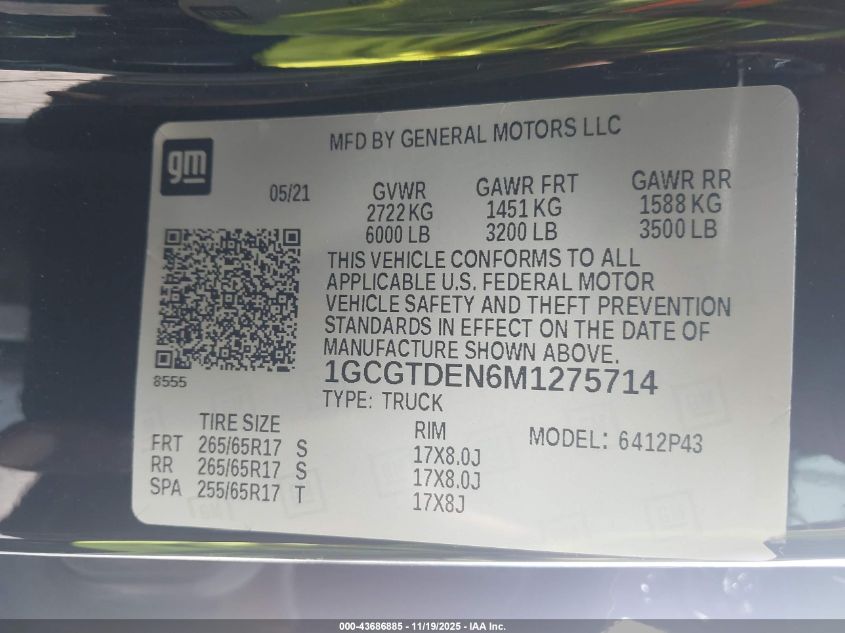 gm
MFD BY GENERAL MOTORS LLC
05/21
GVWR GAWR FRT GAWR RR
2722 KG 1451 KG 1588 KG
6000 LB 3200 LB 3500 LB
THIS VEHICLE CONFORMS TO ALL
APPLICABLE U.S. FEDERAL MOTOR
VEHICLE SAFETY AND THEFT PREVENTION
STANDARDS IN EFFECT ON THE DATE OF
MANUFACTURE SHOWN ABOVE.
8555
1GCGTDEN6M1275714
TYPE: TRUCK
TIRE SIZE RIM MODEL: 6412P43
FRT 265/65R17 S 17X8.0J
RR 265/65R17 S 17X8.0J
SPA 255/65R17 T 17X8J
000-43686885 - 11/19/2025 - IAA Inc.